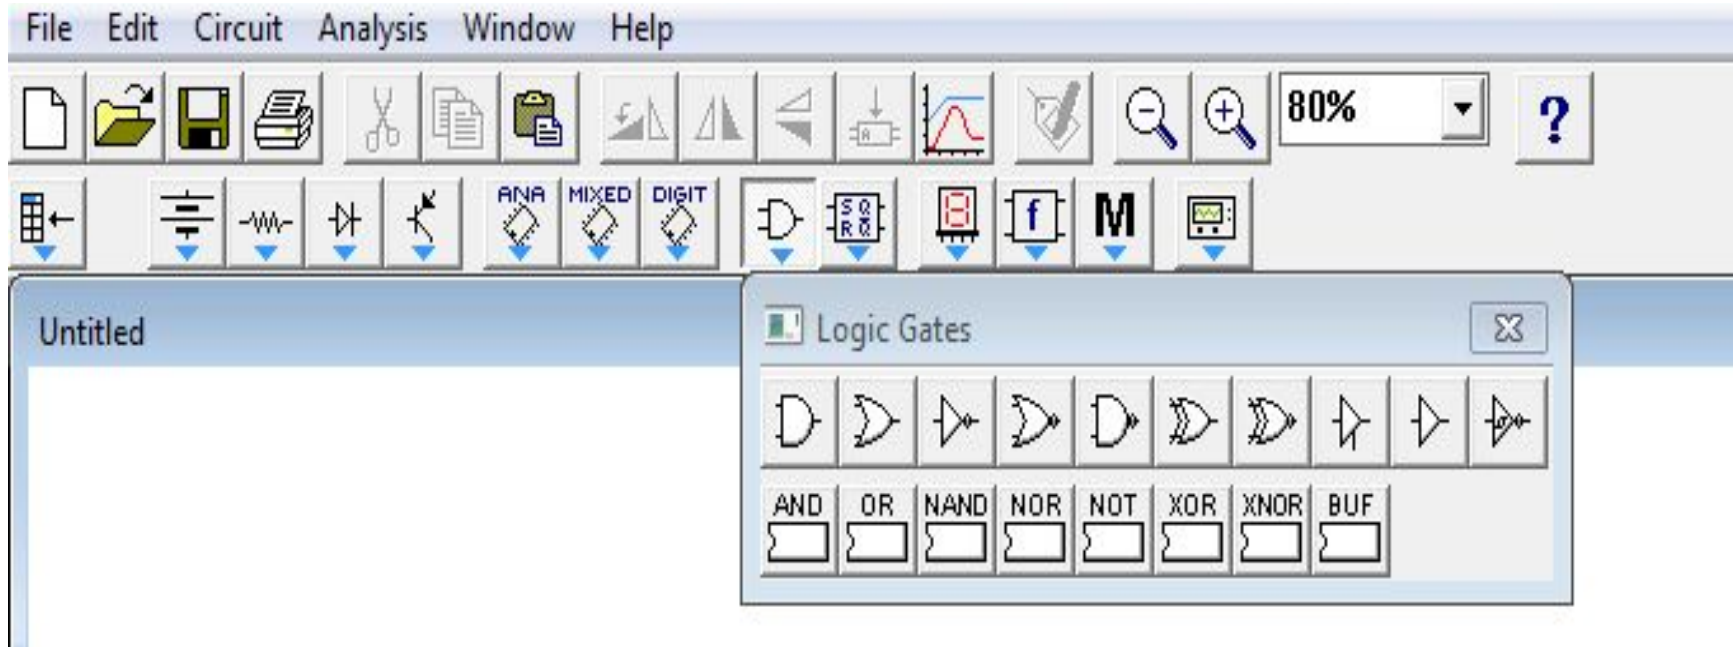 File Edit Circuit Analysis Window Help
80% ?
ANA MIXED DIGIT S Q R Q f M
Untitled
Logic Gates
AND OR NAND NOR NOT XOR XNOR BUF